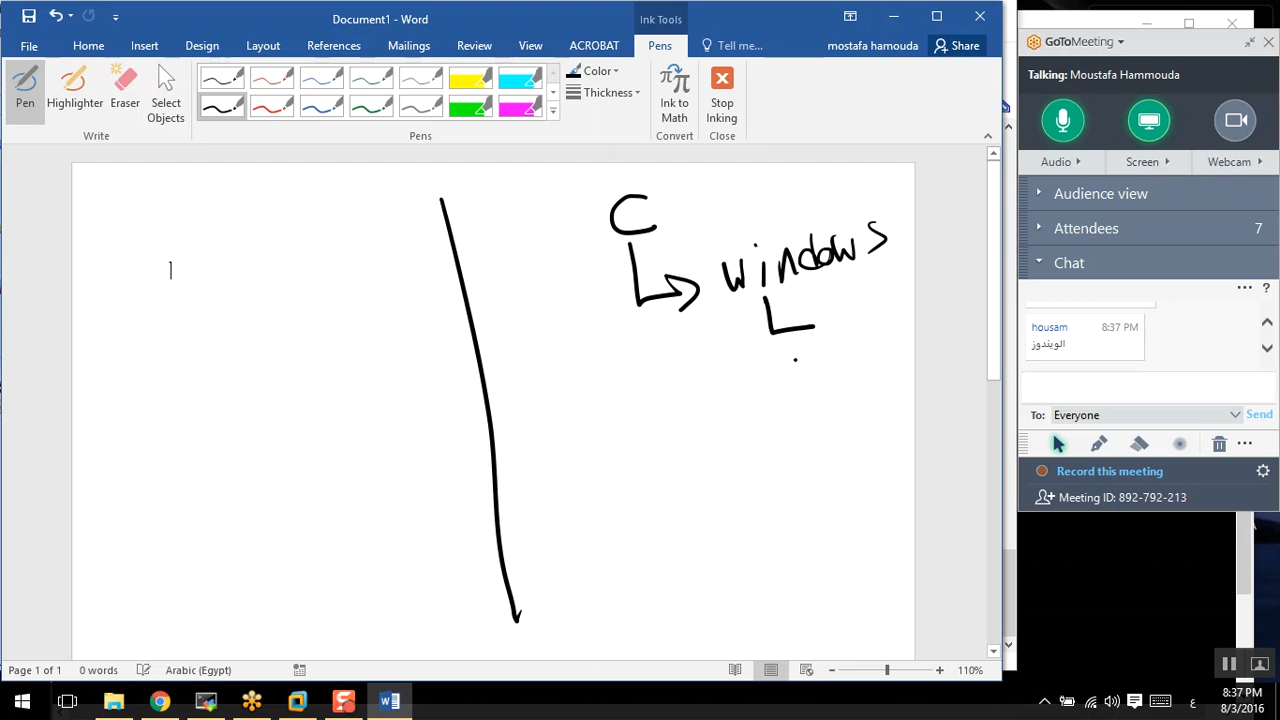 Document1 - Word
Ink Tools
File Home Insert Design Layout References Mailings Review View ACROBAT Pens Tell me... mostafa hamouda Share
Pen
Highlighter
Eraser
Select
Objects
Write
Pens
Color
Thickness
Ink to
Math
Convert
Stop
Inking
Close
C
windows
GoToMeeting
Talking: Moustafa Hammouda
Audio Screen Webcam
Audience view
Attendees 7
Chat
?
housam 8:37 PM
الويندوز
To: Everyone Send
Record this meeting
Meeting ID: 892-792-213
Page 1 of 1 0 words Arabic (Egypt) 110%
ع
8:37 PM
8/3/2016